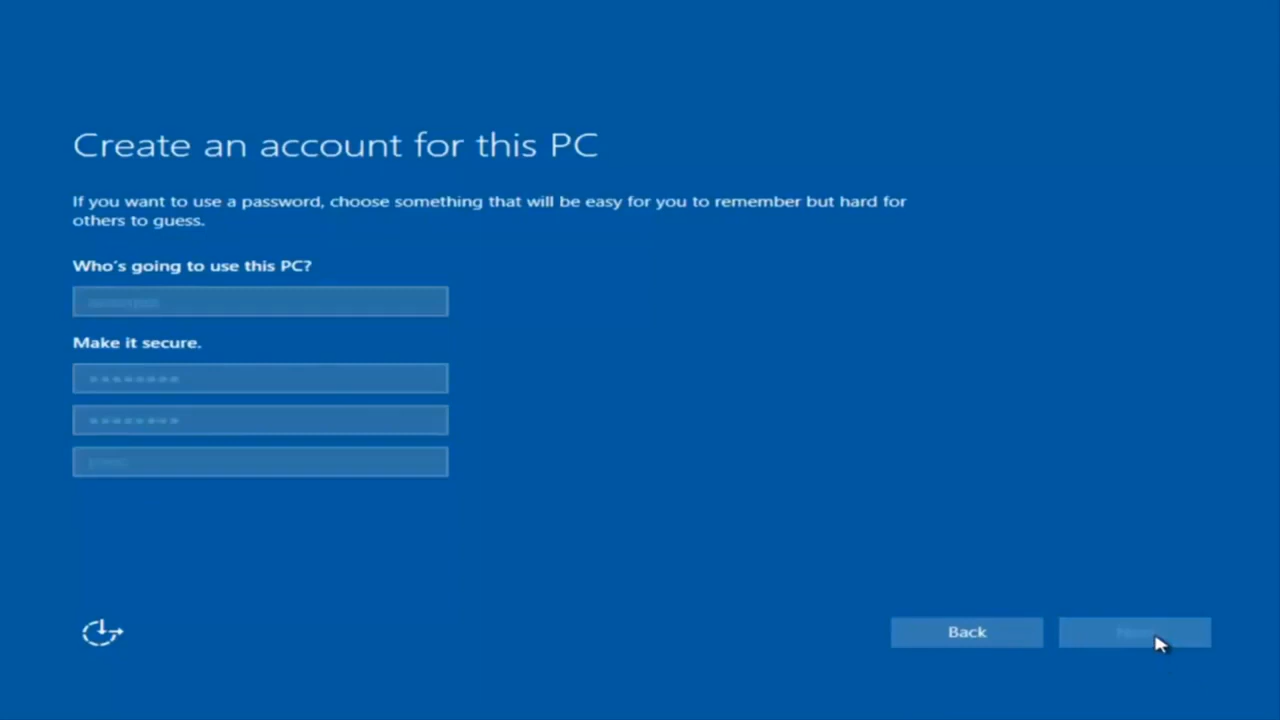 Create an account for this PC
If you want to use a password, choose something that will be easy for you to remember but hard for
others to guess.
Who's going to use this PC?
Make it secure.
Back